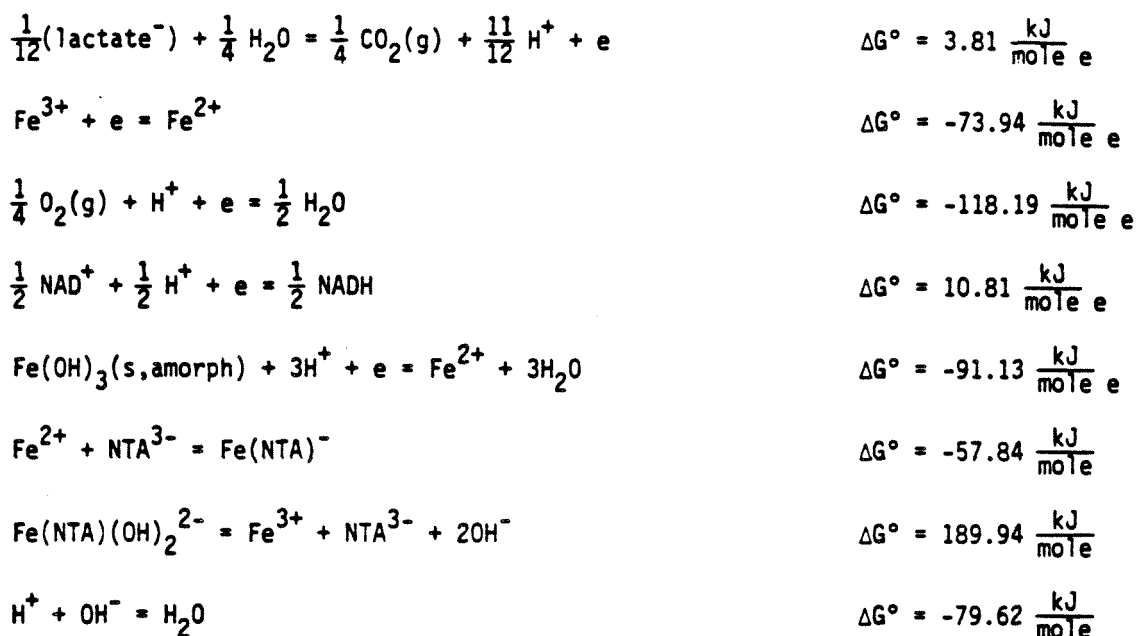 1/12(lactate⁻) + 1/4 H₂O = 1/4 CO₂(g) + 11/12 H⁺ + e ΔG° = 3.81 kJ/mole e
Fe³⁺ + e = Fe²⁺ ΔG° = -73.94 kJ/mole e
1/4 O₂(g) + H⁺ + e = 1/2 H₂O ΔG° = -118.19 kJ/mole e
1/2 NAD⁺ + 1/2 H⁺ + e = 1/2 NADH ΔG° = 10.81 kJ/mole e
Fe(OH)₃(s,amorph) + 3H⁺ + e = Fe²⁺ + 3H₂O ΔG° = -91.13 kJ/mole e
Fe²⁺ + NTA³⁻ = Fe(NTA)⁻ ΔG° = -57.84 kJ/mole
Fe(NTA)(OH)₂²⁻ = Fe³⁺ + NTA³⁻ + 2OH⁻ ΔG° = 189.94 kJ/mole
H⁺ + OH⁻ = H₂O ΔG° = -79.62 kJ/mole